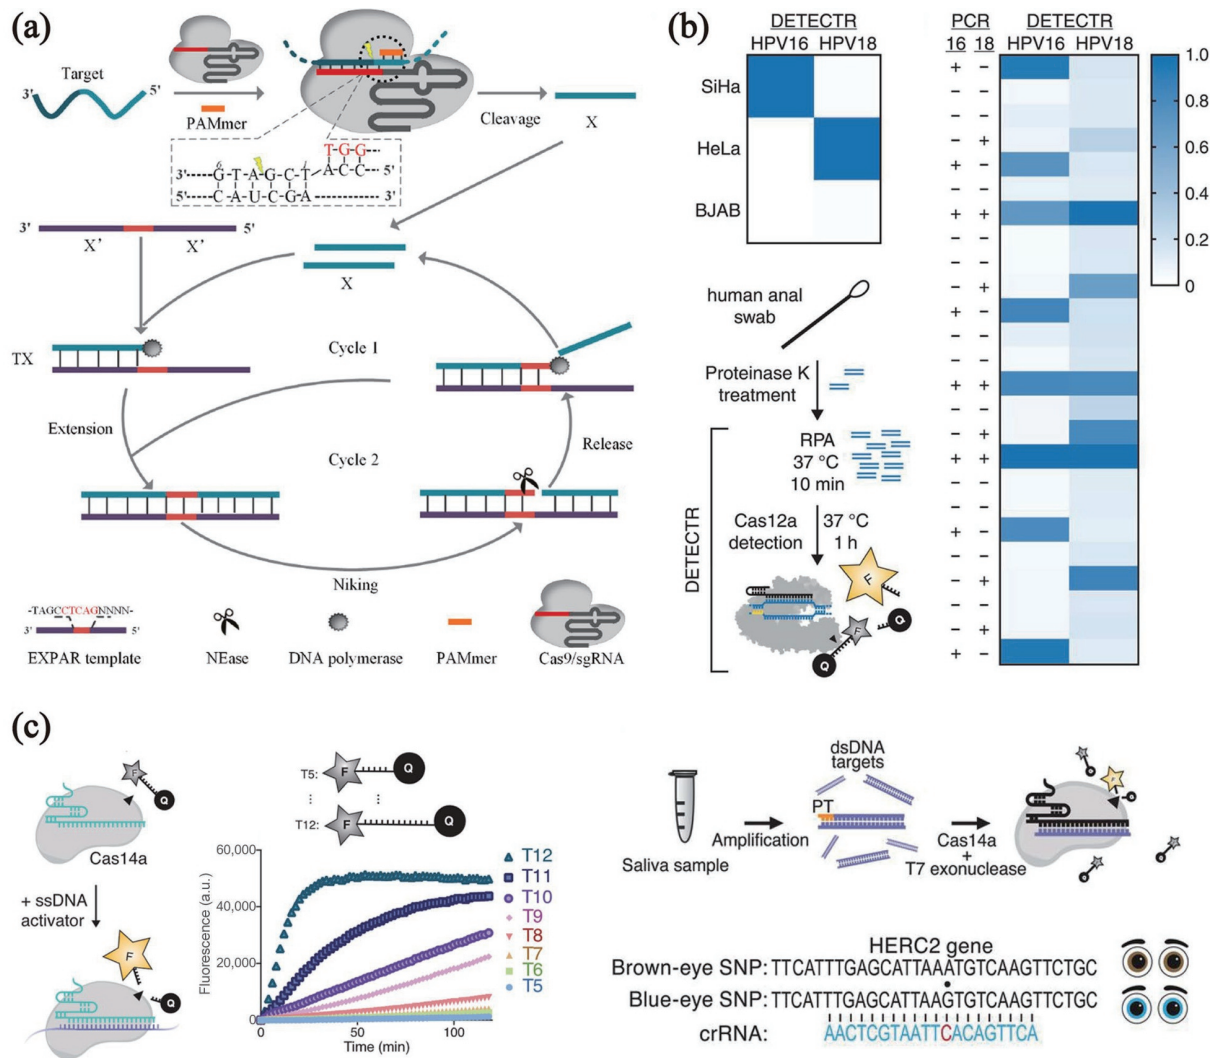 (a)
Target
3' 5'
PAMmer
Cleavage
X
T-G-G
6 1
3' G-T-A-G-C-T A-C-C 5'
5' C-A-U-C-G-A 3'
3' 5'
X' X'
X
TX
Cycle 1
Extension
Cycle 2
Release
Niking
-TAGCCTCAGNNNN-
3' 5'
EXPAR template
NEase
DNA polymerase
PAMmer
Cas9/sgRNA
(b)
DETECTR
HPV16 HPV18
SiHa
HeLa
BJAB
human anal
swab
Proteinase K
treatment
RPA
37 °C
10 min
Cas12a
detection
37 °C
1 h
DETECTR
F
F
Q
Q
PCR DETECTR
16 18 HPV16 HPV18
+ −
− −
− −
− +
+ −
− −
+ +
− −
− −
− +
+ −
− −
− −
+ +
− −
− +
+ +
− −
− −
+ −
− −
− +
− −
− +
+ −
1.0
0.8
0.6
0.4
0.2
0
(c)
F
Q
Cas14a
+ ssDNA
activator
F
Q
T5: F Q
T12: F Q
60,000
40,000
20,000
0
Fluorescence (a.u.)
0 50 100
Time (min)
T12
T11
T10
T9
T8
T7
T6
T5
Saliva sample
Amplification
dsDNA
targets
PT
Cas14a
+
T7 exonuclease
HERC2 gene
Brown-eye SNP: TTCATTTGAGCATTAAATGTCAAGTTCTGC
Blue-eye SNP: TTCATTTGAGCATTAAGTGTCAAGTTCTGC
crRNA: AACTCGTAATTCACAGTTCA